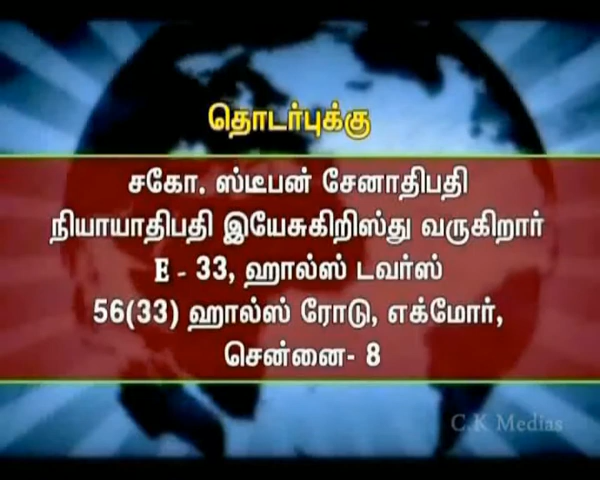 தொடர்புக்கு
சகோ. ஸ்டீபன் சேனாதிபதி
நியாயாதிபதி இயேசுகிறிஸ்து வருகிறார்
E - 33, ஹால்ஸ் டவர்ஸ்
56(33) ஹால்ஸ் ரோடு, எக்மோர்,
சென்னை- 8
C.K Medias